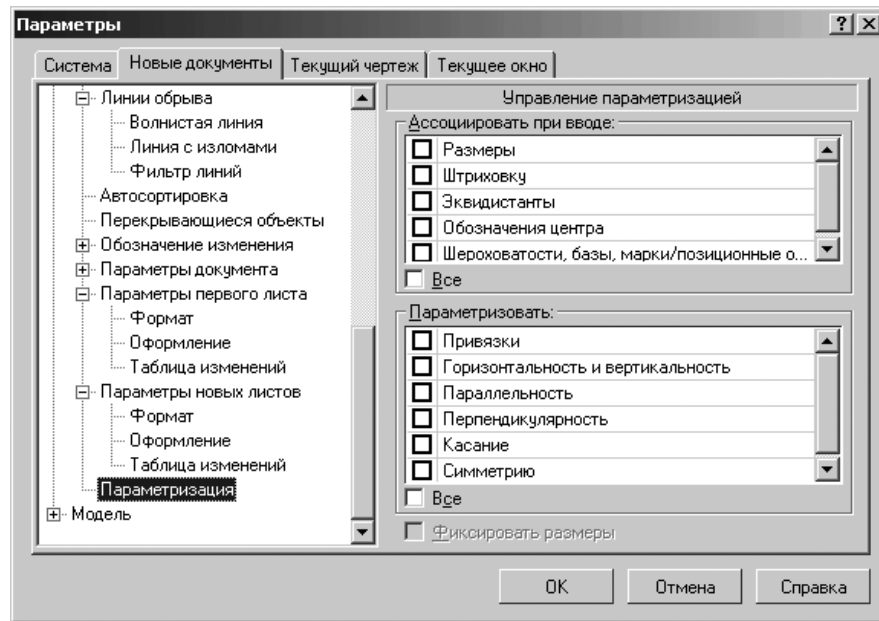 Параметры
Система
Новые документы
Текущий чертеж
Текущее окно
Линии обрыва
Волнистая линия
Линия с изломами
Фильтр линий
Автосортировка
Перекрывающиеся объекты
Обозначение изменения
Параметры документа
Параметры первого листа
Формат
Оформление
Таблица изменений
Параметры новых листов
Формат
Оформление
Таблица изменений
Параметризация
Модель
Управление параметризацией
Ассоциировать при вводе:
Размеры
Штриховку
Эквидистанты
Обозначения центра
Шероховатости, базы, марки/позиционные о...
Все
Параметризовать:
Привязки
Горизонтальность и вертикальность
Параллельность
Перпендикулярность
Касание
Симметрию
Все
Фиксировать размеры
OK
Отмена
Справка